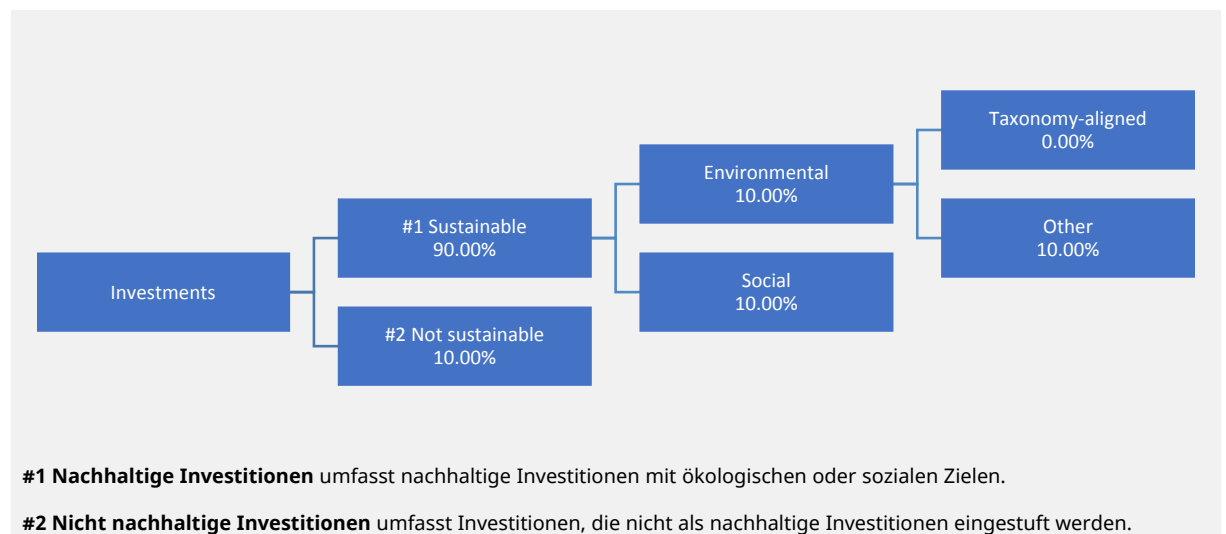 Taxonomy-aligned
0.00%
Environmental
10.00%
#1 Sustainable
90.00%
Other
10.00%
Investments
Social
10.00%
#2 Not sustainable
10.00%
#1 Nachhaltige Investitionen umfasst nachhaltige Investitionen mit ökologischen oder sozialen Zielen.
#2 Nicht nachhaltige Investitionen umfasst Investitionen, die nicht als nachhaltige Investitionen eingestuft werden.